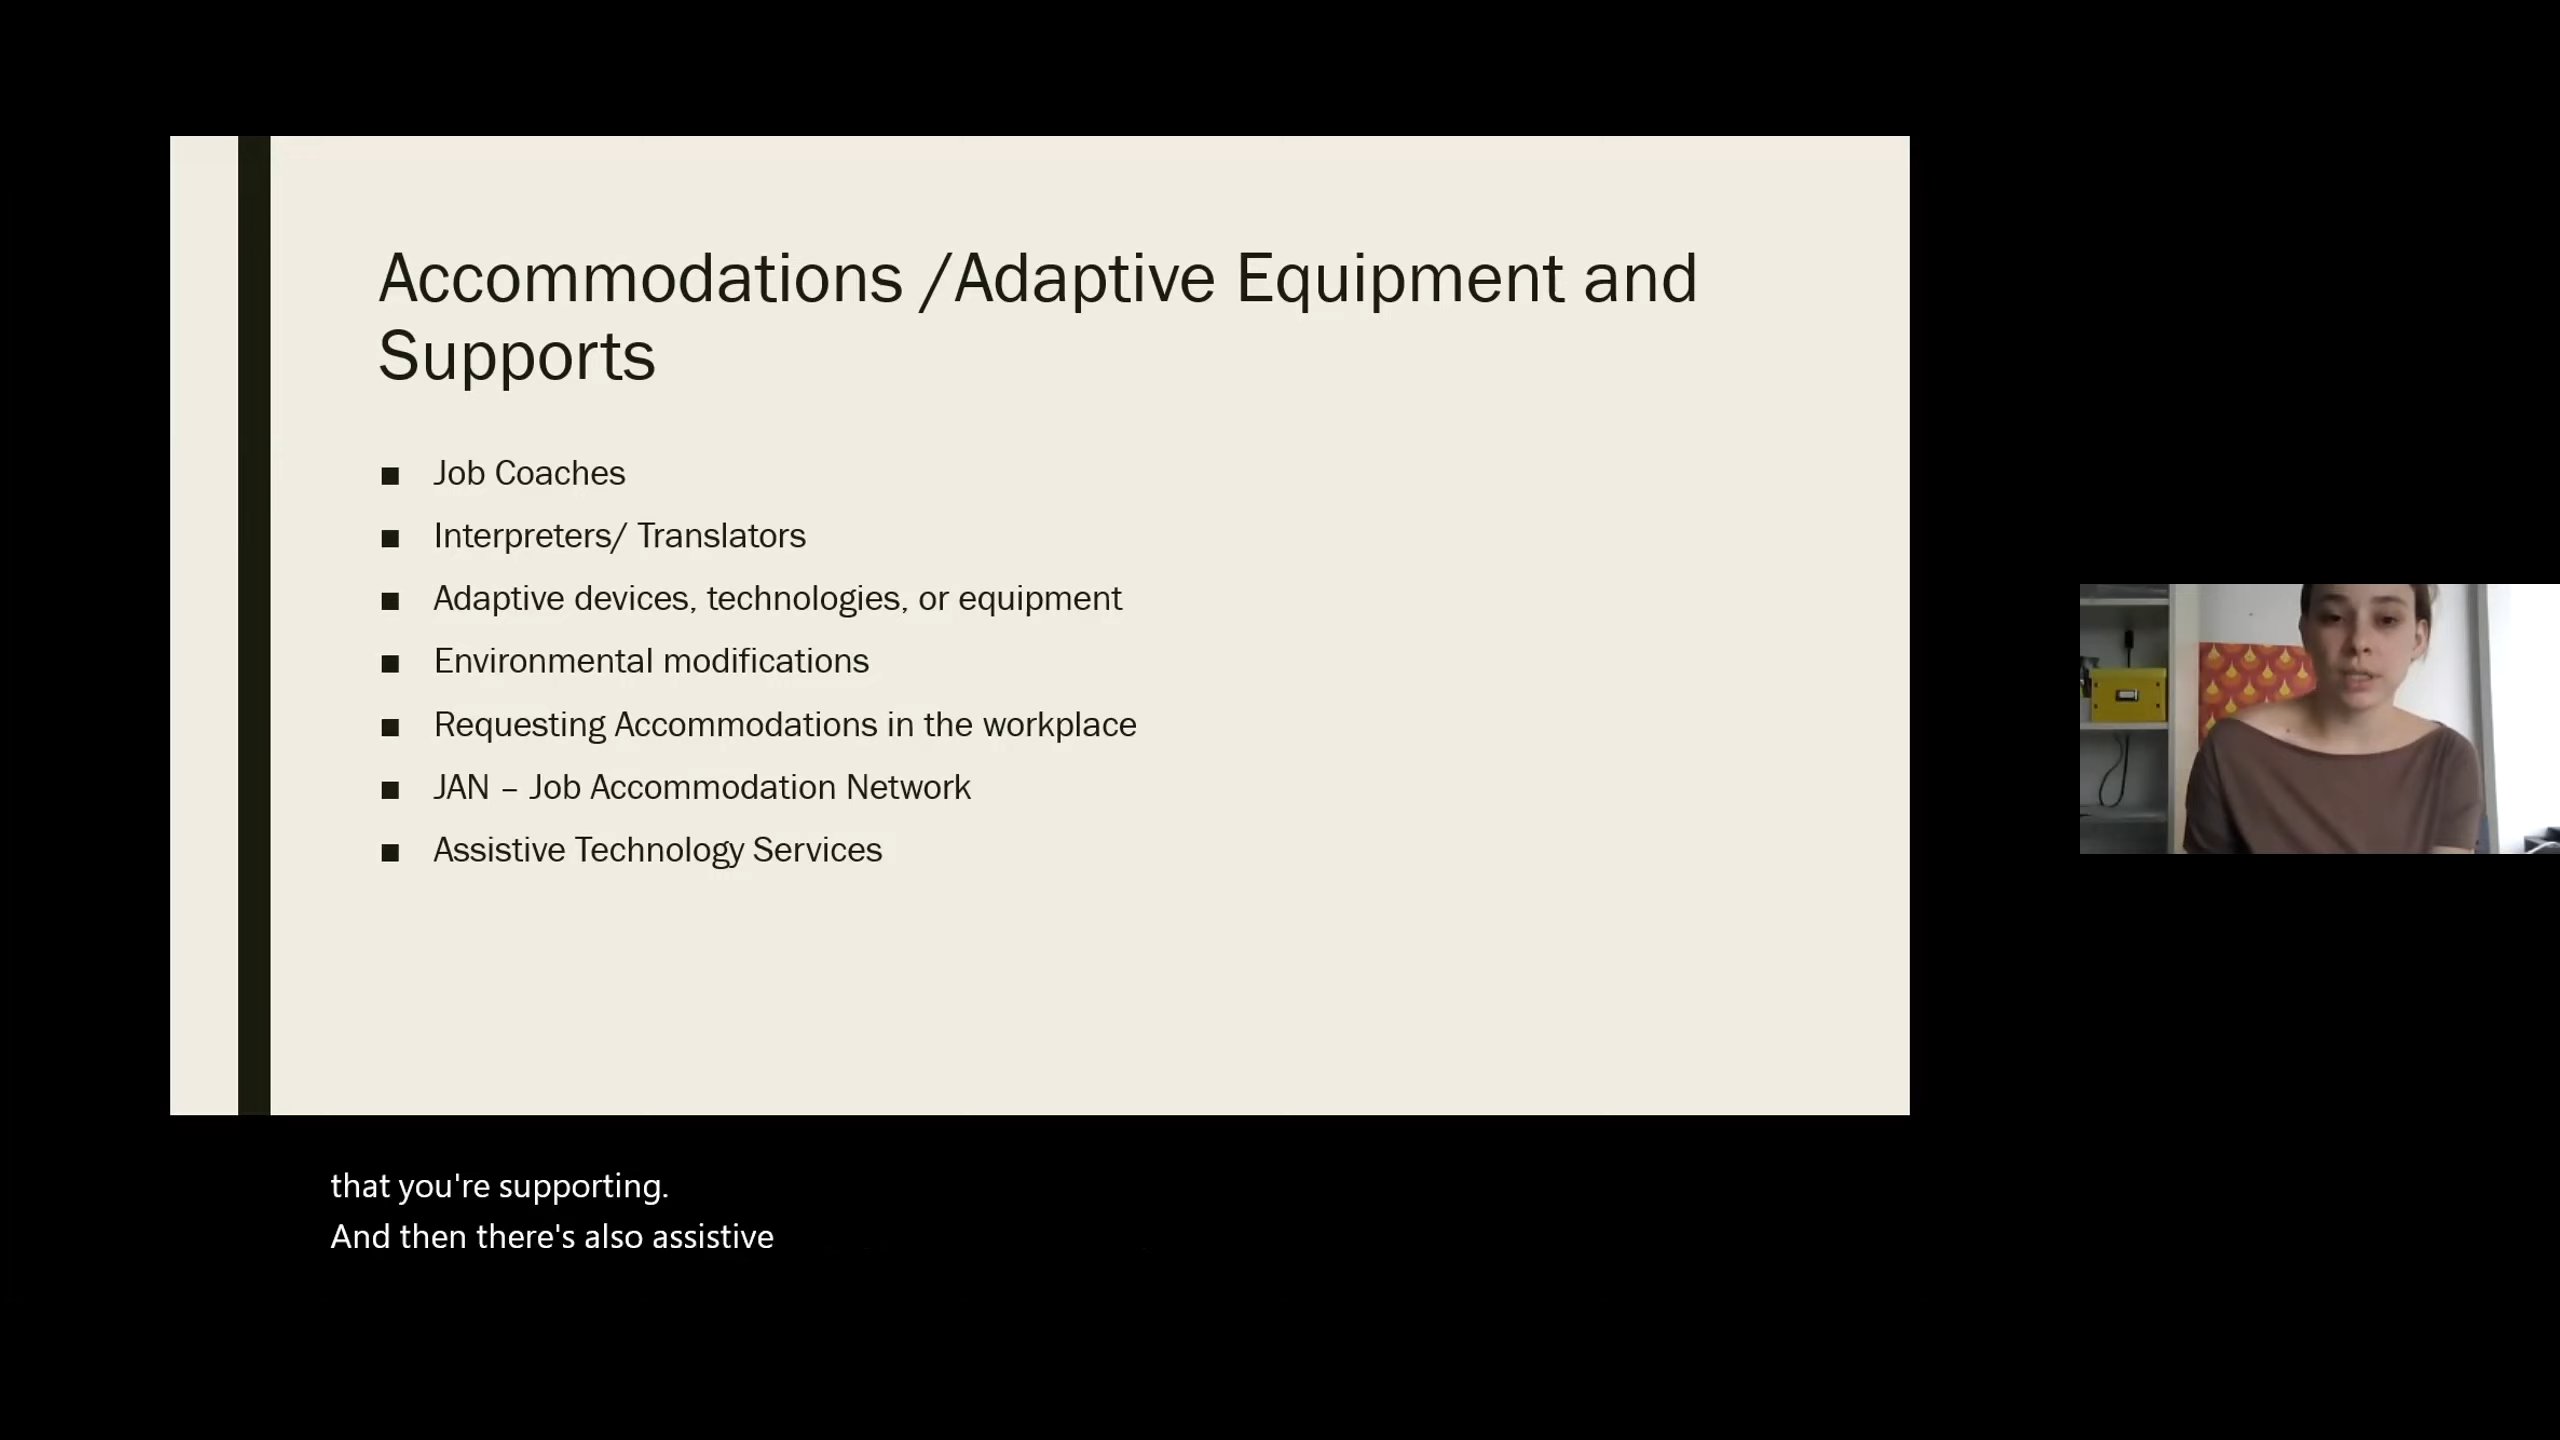 Accommodations /Adaptive Equipment and
Supports
■ Job Coaches
■ Interpreters/ Translators
■ Adaptive devices, technologies, or equipment
■ Environmental modifications
■ Requesting Accommodations in the workplace
■ JAN – Job Accommodation Network
■ Assistive Technology Services
that you're supporting.
And then there's also assistive